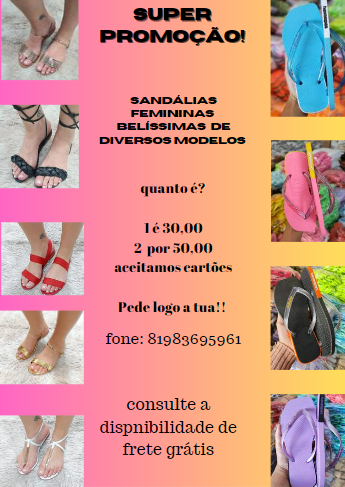 SUPER
PROMOÇÃO!
SANDÁLIAS
FEMININAS
BELÍSSIMAS DE
DIVERSOS MODELOS
quanto é?
1 é 30,00
2 por 50,00
aceitamos cartões
Pede logo a tua!!
fone: 81983695961
consulte a
dispnibilidade de
frete grátis